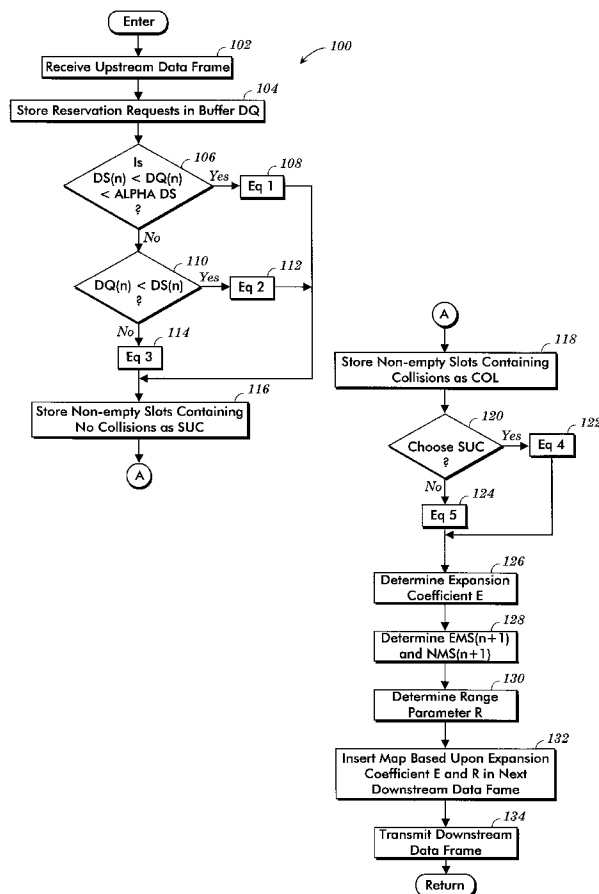 Enter
102
100
Receive Upstream Data Frame
104
Store Reservation Requests in Buffer DQ
Is
106
DS(n) < DQ(n)
< ALPHA DS
?
Yes
108
Eq 1
No
110
DQ(n) < DS(n)
?
Yes
112
Eq 2
No
114
Eq 3
116
Store Non-empty Slots Containing
No Collisions as SUC
A
A
118
Store Non-empty Slots Containing
Collisions as COL
120
Choose SUC
?
Yes
122
Eq 4
No
124
Eq 5
126
Determine Expansion
Coefficient E
128
Determine EMS(n+1)
and NMS(n+1)
130
Determine Range
Parameter R
132
Insert Map Based Upon Expansion
Coefficient E and R in Next
Downstream Data Fame
134
Transmit Downstream
Data Frame
Return